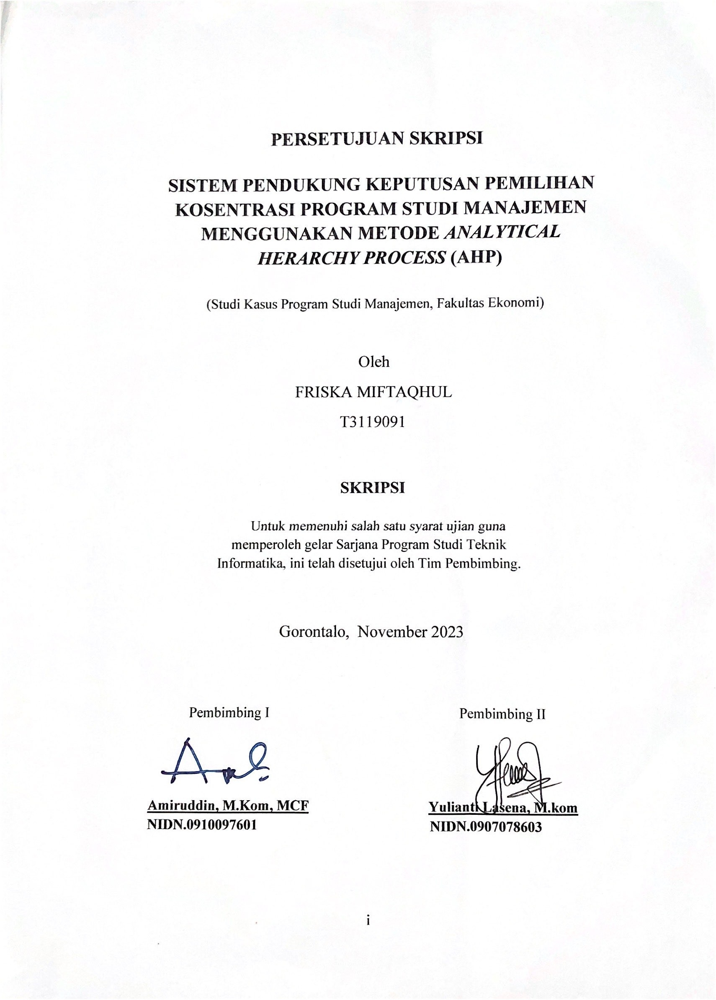 PERSETUJUAN SKRIPSI
SISTEM PENDUKUNG KEPUTUSAN PEMILIHAN
KOSENTRASI PROGRAM STUDI MANAJEMEN
MENGGUNAKAN METODE ANALYTICAL
HERARCHY PROCESS (AHP)
(Studi Kasus Program Studi Manajemen, Fakultas Ekonomi)
Oleh
FRISKA MIFTAQHUL
T3119091
SKRIPSI
Untuk memenuhi salah satu syarat ujian guna
memperoleh gelar Sarjana Program Studi Teknik
Informatika, ini telah disetujui oleh Tim Pembimbing.
Gorontalo, November 2023
Pembimbing I
Pembimbing II
Amiruddin, M.Kom, MCF
NIDN.0910097601
Yulianti Lasena, M.kom
NIDN.0907078603
i